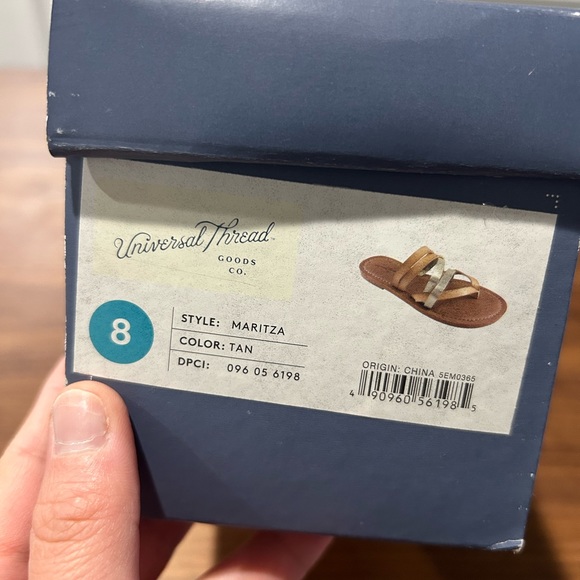 Universal Thread™
GOODS
CO.
8
STYLE: MARITZA
COLOR: TAN
DPCI: 096 05 6198
ORIGIN: CHINA 5EM0365
4 90960 56198 5